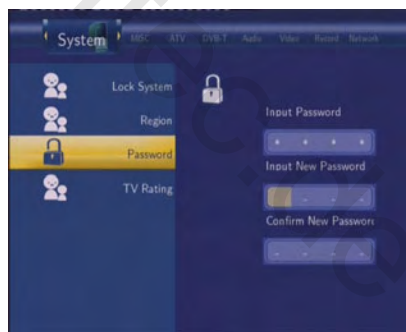 System MISC ATV DVB-T Audio Video Record Network
Lock System
Region
Password
TV Rating
Input Password
* * * *
Input New Password
- - -
Confirm New Password
- - - -